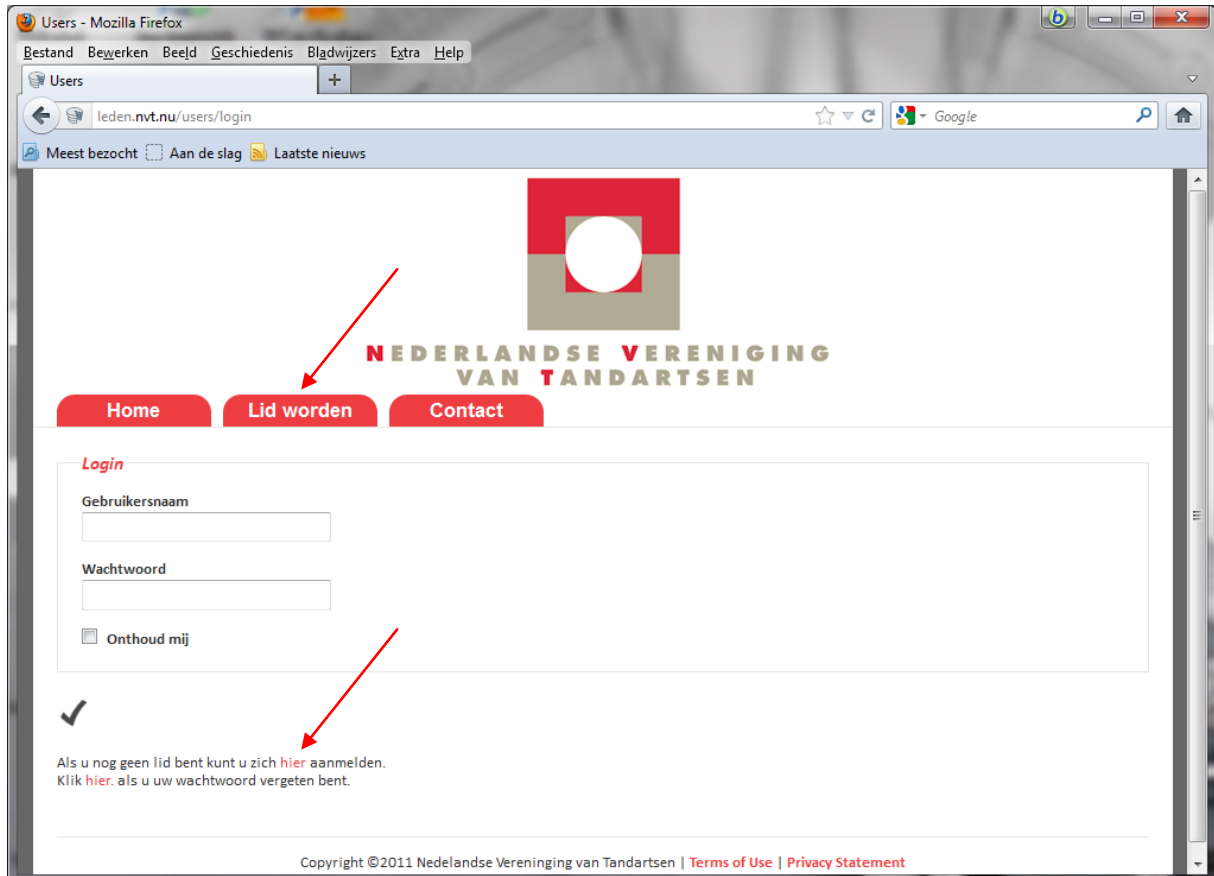 Users - Mozilla Firefox
Bestand Bewerken Beeld Geschiedenis Bladwijzers Extra Help
Users
leden.nvt.nu/users/login
Google
Meest bezocht Aan de slag Laatste nieuws
NEDERLANDSE VERENIGING
VAN TANDARTSEN
Home Lid worden Contact
Login
Gebruikersnaam
Wachtwoord
Onthoud mij
Als u nog geen lid bent kunt u zich hier aanmelden.
Klik hier. als u uw wachtwoord vergeten bent.
Copyright ©2011 Nedelandse Vereninging van Tandartsen | Terms of Use | Privacy Statement